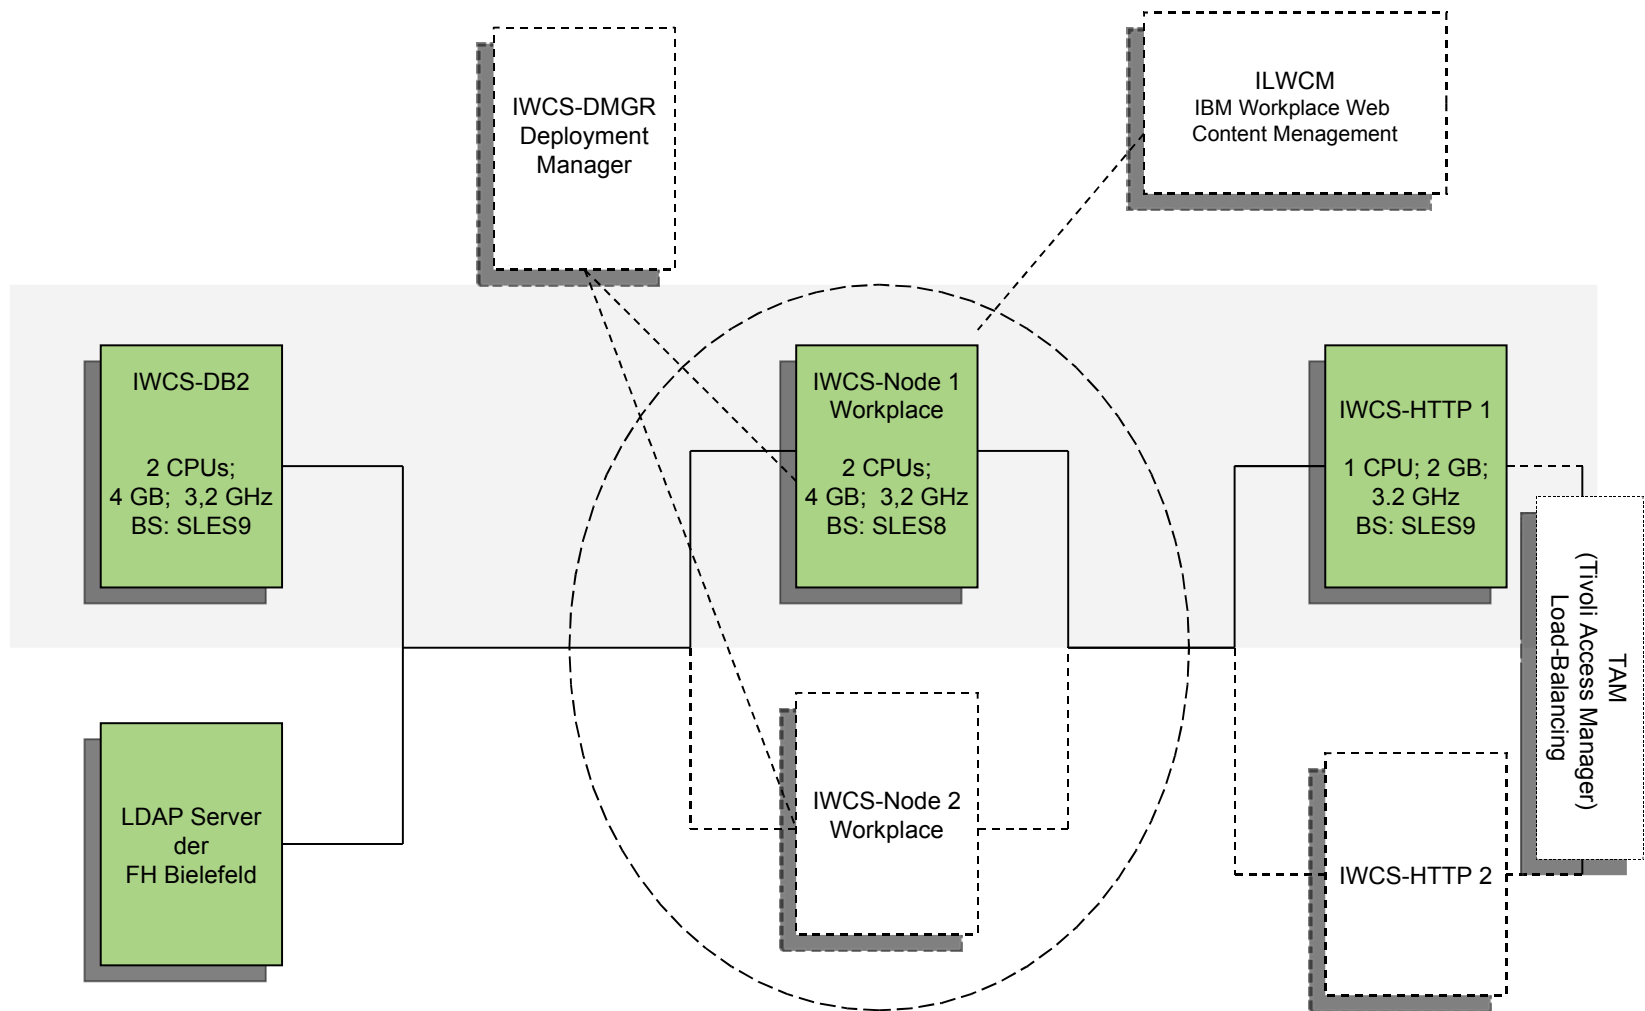 IWCS-DMGR
Deployment
Manager
ILWCM
IBM Workplace Web
Content Menagement
IWCS-DB2
2 CPUs;
4 GB;  3,2 GHz
BS: SLES9
IWCS-Node 1
Workplace
2 CPUs,
4 GB;  3,2 GHz
BS: SLES8
IWCS-HTTP 1
1 CPU; 2 GB;
3.2 GHz
BS: SLES9
TAM
(Tivoli Access Manager)
Load-Balancing
LDAP Server
der
FH Bielefeld
IWCS-Node 2
Workplace
IWCS-HTTP 2